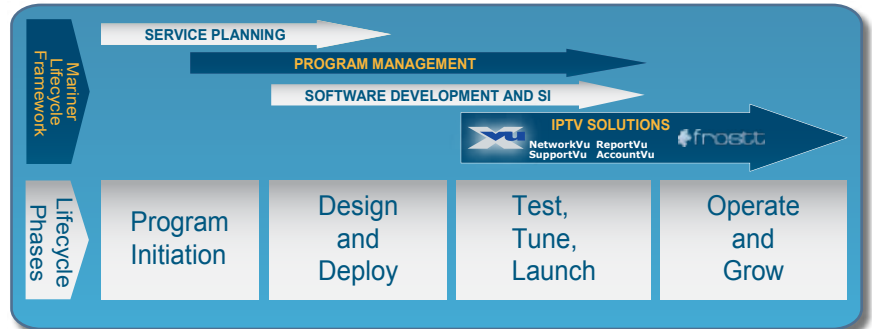 Mariner
Lifecycle
Framework
SERVICE PLANNING
PROGRAM MANAGEMENT
SOFTWARE DEVELOPMENT AND SI
IPTV SOLUTIONS
xVu
NetworkVu ReportVu
SupportVu AccountVu
frostt
Lifecycle
Phases
Program
Initiation
Design
and
Deploy
Test,
Tune,
Launch
Operate
and
Grow